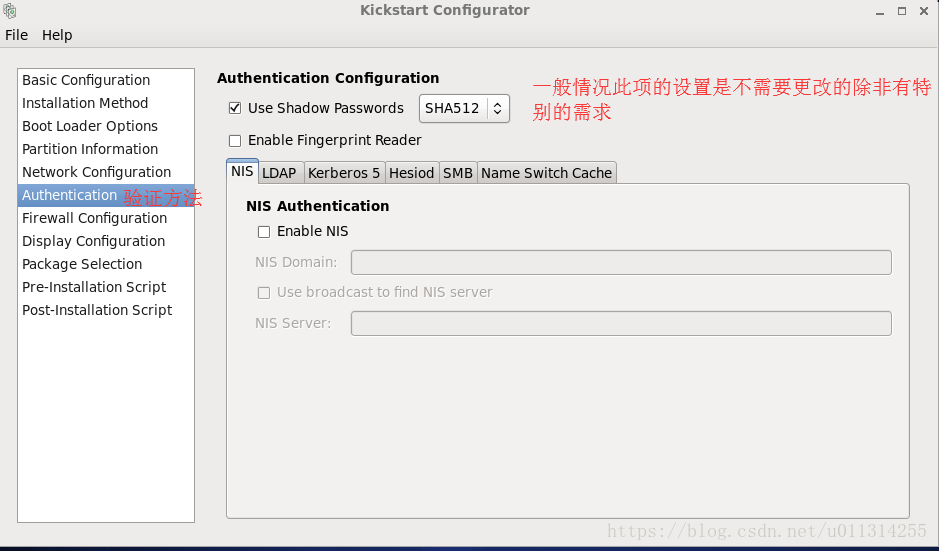 Kickstart Configurator
File Help
Basic Configuration
Installation Method
Boot Loader Options
Partition Information
Network Configuration
Authentication 验证方法
Firewall Configuration
Display Configuration
Package Selection
Pre-Installation Script
Post-Installation Script
Authentication Configuration
Use Shadow Passwords SHA512
一般情况此项的设置是不需要更改的除非有特
别的需求
Enable Fingerprint Reader
NIS LDAP Kerberos 5 Hesiod SMB Name Switch Cache
NIS Authentication
Enable NIS
NIS Domain:
Use broadcast to find NIS server
NIS Server:
https://blog.csdn.net/u011314255